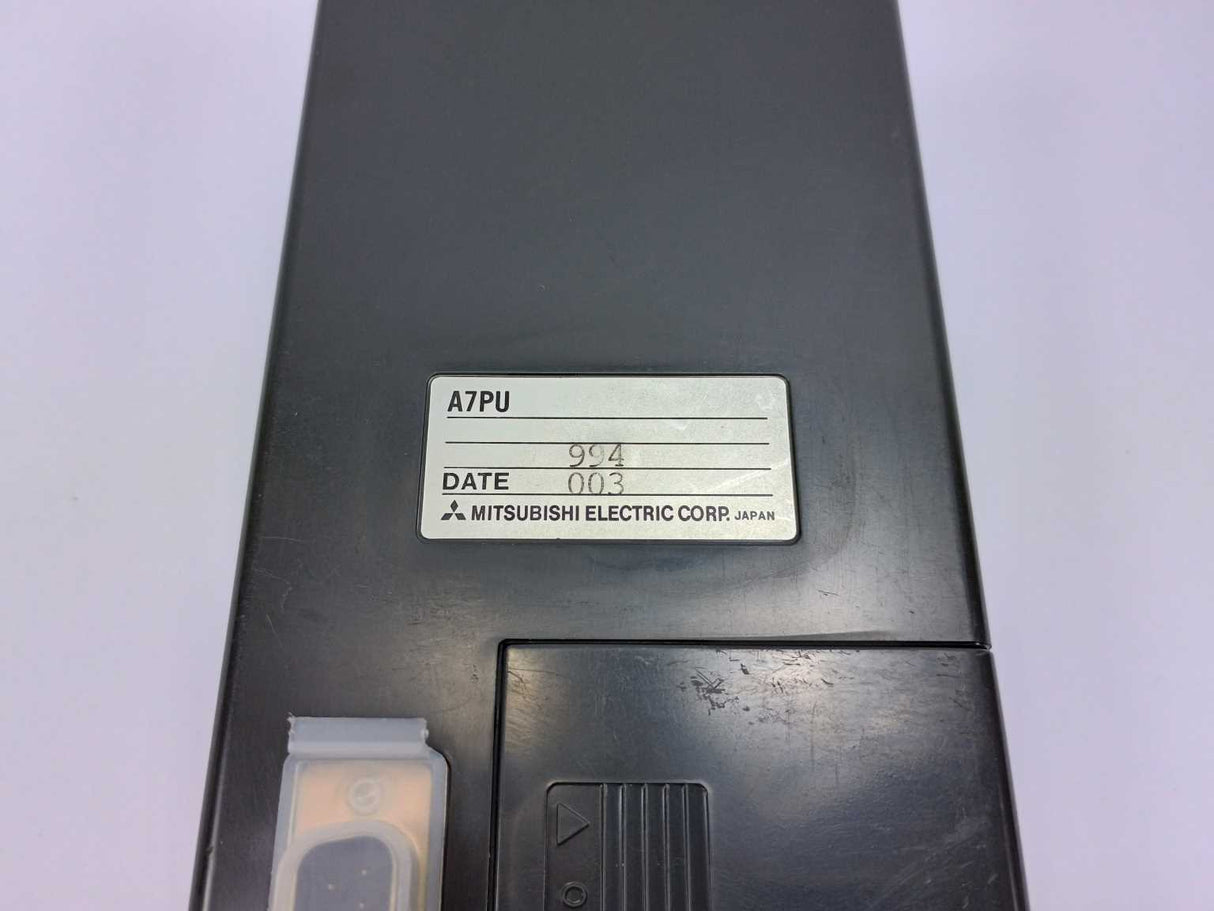 A7PU
994
DATE 003
MITSUBISHI ELECTRIC CORP. JAPAN